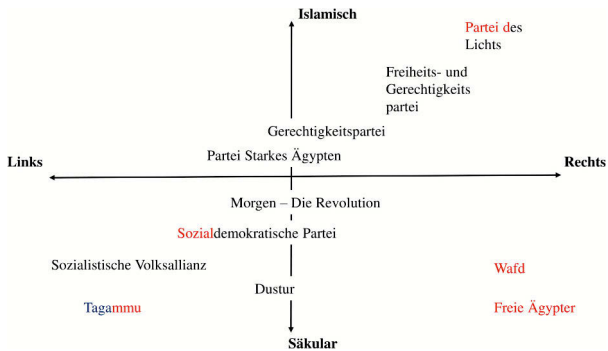 Islamisch
Partei des
Lichts
Freiheits- und
Gerechtigkeits
partei
Gerechtigkeitspartei
Partei Starkes Ägypten
Links
Rechts
Morgen – Die Revolution
Sozialdemokratische Partei
Sozialistische Volksallianz
Wafd
Dustur
Tagammu
Freie Ägypter
Säkular